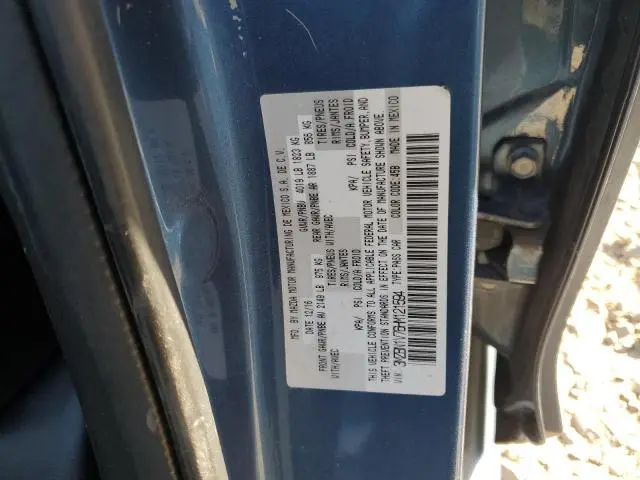 MFD. BY MAZDA MOTOR MANUFACTURING DE MEXICO S.A. DE C.V.
DATE 12/16 GVWR/PNBV 4019 LB 1823 KG
FRONT GAWR/PNBE AV 2149 LB 975 KG REAR GAWR/PNBE AR 1887 LB 856 KG
WITH/AVEC TIRES/PNEUS WITH/AVEC TIRES/PNEUS
RIMS/JANTES RIMS/JANTES
KPA/ PSI COLD/A FROID KPA/ PSI COLD/A FROID
THIS VEHICLE CONFORMS TO ALL APPLICABLE FEDERAL MOTOR VEHICLE SAFETY, BUMPER, AND
THEFT PREVENTION STANDARDS IN EFFECT ON THE DATE OF MANUFACTURE SHOWN ABOVE.
VIN: TYPE PASS CAR COLOR CODE:45B MADE IN MEXICO